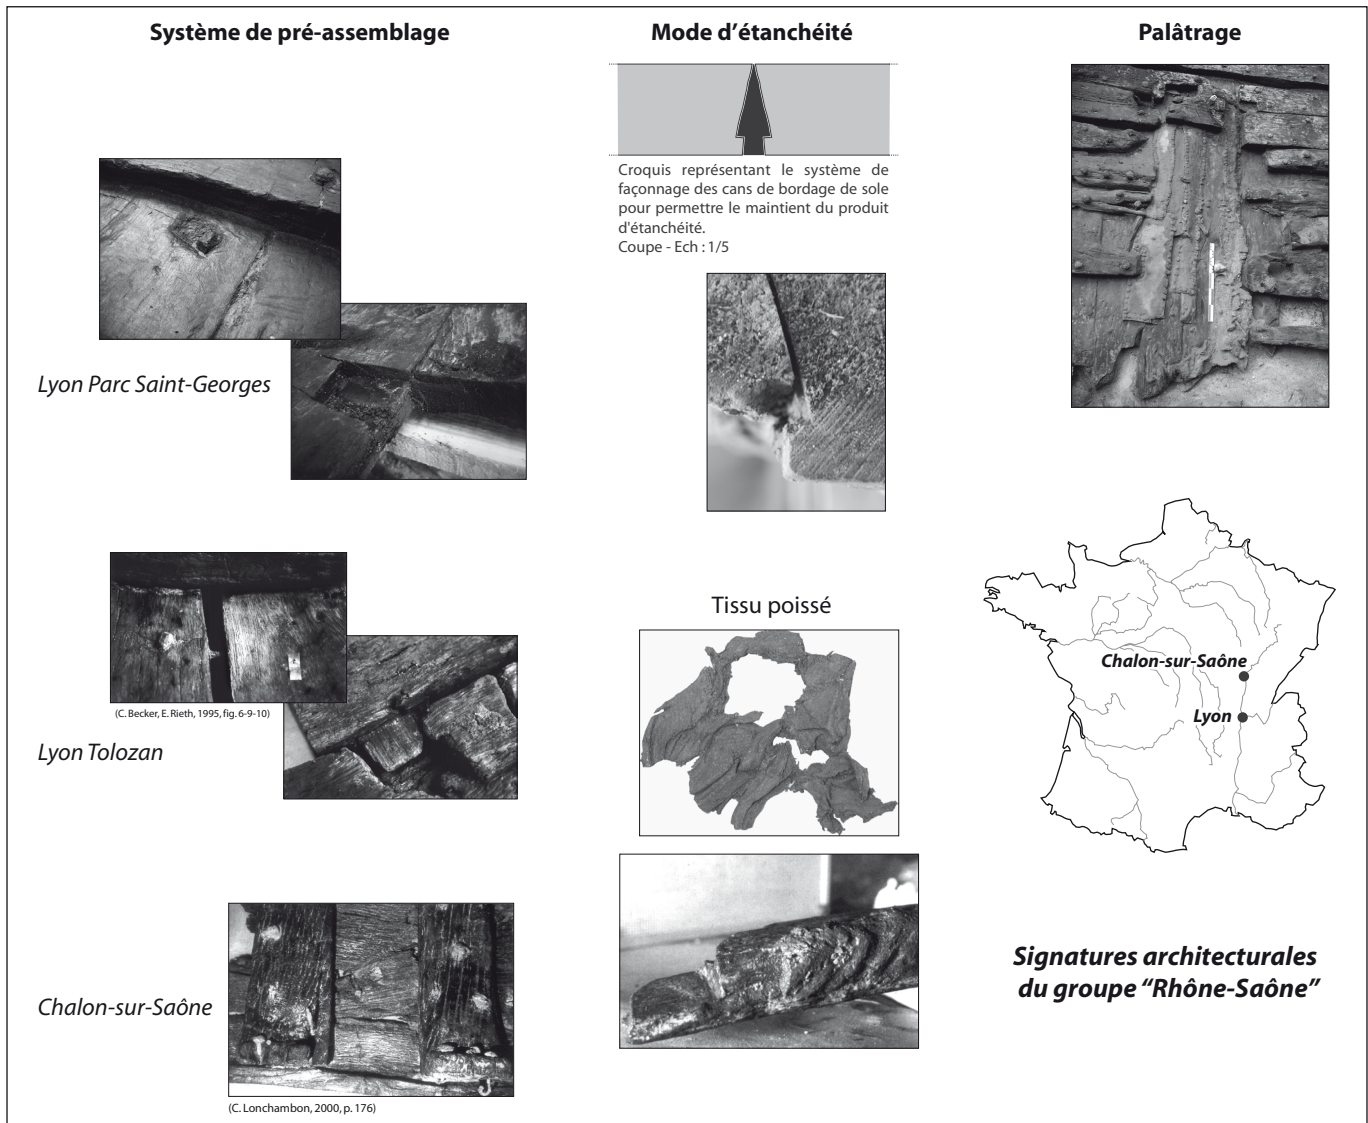 Système de pré-assemblage
Mode d'étanchéité
Palâtrage
Croquis représentant le système de
façonnage des cans de bordage de sole
pour permettre le maintient du produit
d'étanchéité.
Coupe - Ech : 1/5
Lyon Parc Saint-Georges
(C. Becker, E. Rieth, 1995, fig. 6-9-10)
Lyon Tolozan
Tissu poissé
Chalon-sur-Saône
Lyon
Chalon-sur-Saône
(C. Lonchambon, 2000, p. 176)
Signatures architecturales
du groupe “Rhône-Saône”